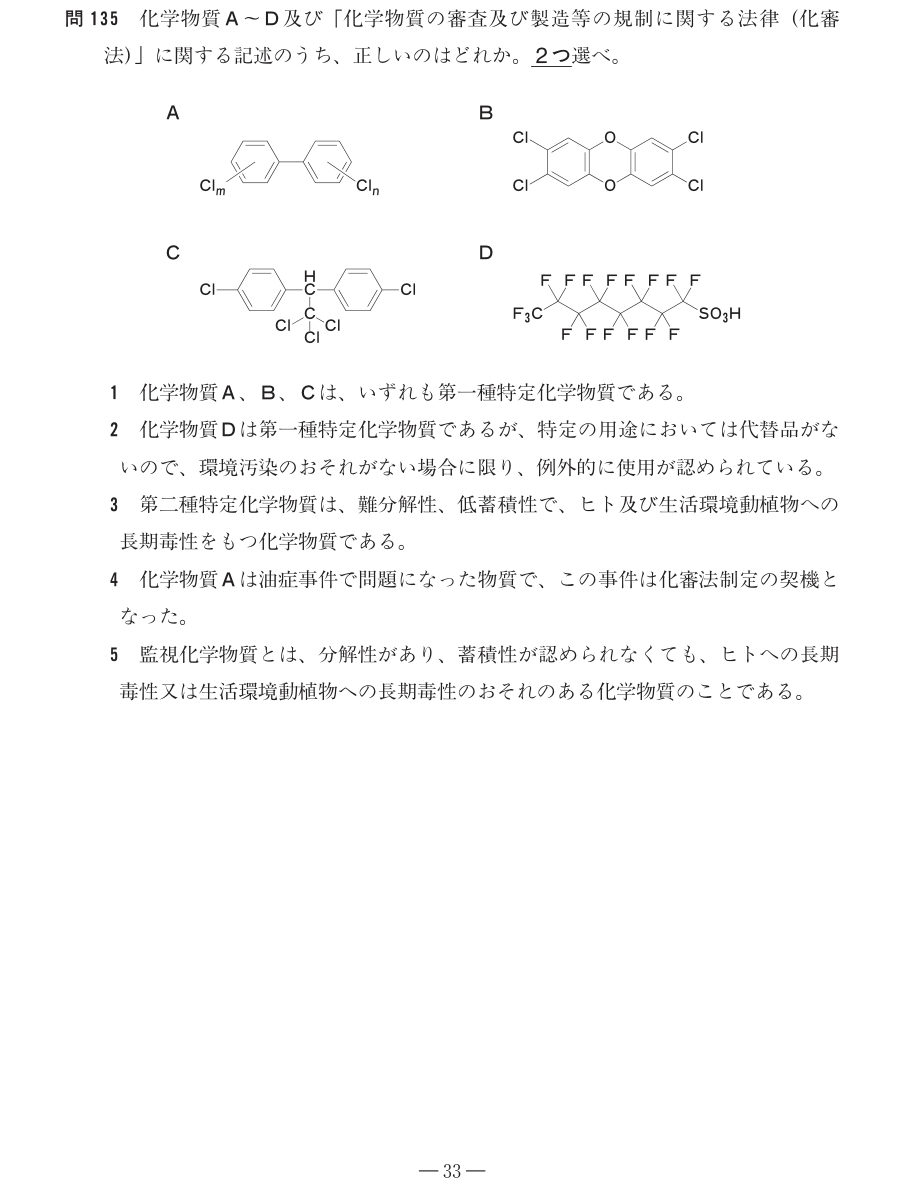 問135 化学物質A～D及び「化学物質の審査及び製造等の規制に関する法律(化審
法)」に関する記述のうち、正しいのはどれか。2つ選べ。
A
B
Clm
Cln
Cl
O
Cl
Cl
O
Cl
C
D
Cl
H
C
Cl
Cl
C
Cl
Cl
F F F F F F F F
F3C
SO3H
F F F F F F
1 化学物質A、B、Cは、いずれも第一種特定化学物質である。
2 化学物質Dは第一種特定化学物質であるが、特定の用途においては代替品がな
いので、環境汚染のおそれがない場合に限り、例外的に使用が認められている。
3 第二種特定化学物質は、難分解性、低蓄積性で、ヒト及び生活環境動植物への
長期毒性をもつ化学物質である。
4 化学物質Aは油症事件で問題になった物質で、この事件は化審法制定の契機と
なった。
5 監視化学物質とは、分解性があり、蓄積性が認められなくても、ヒトへの長期
毒性又は生活環境動植物への長期毒性のおそれのある化学物質のことである。
— 33 —